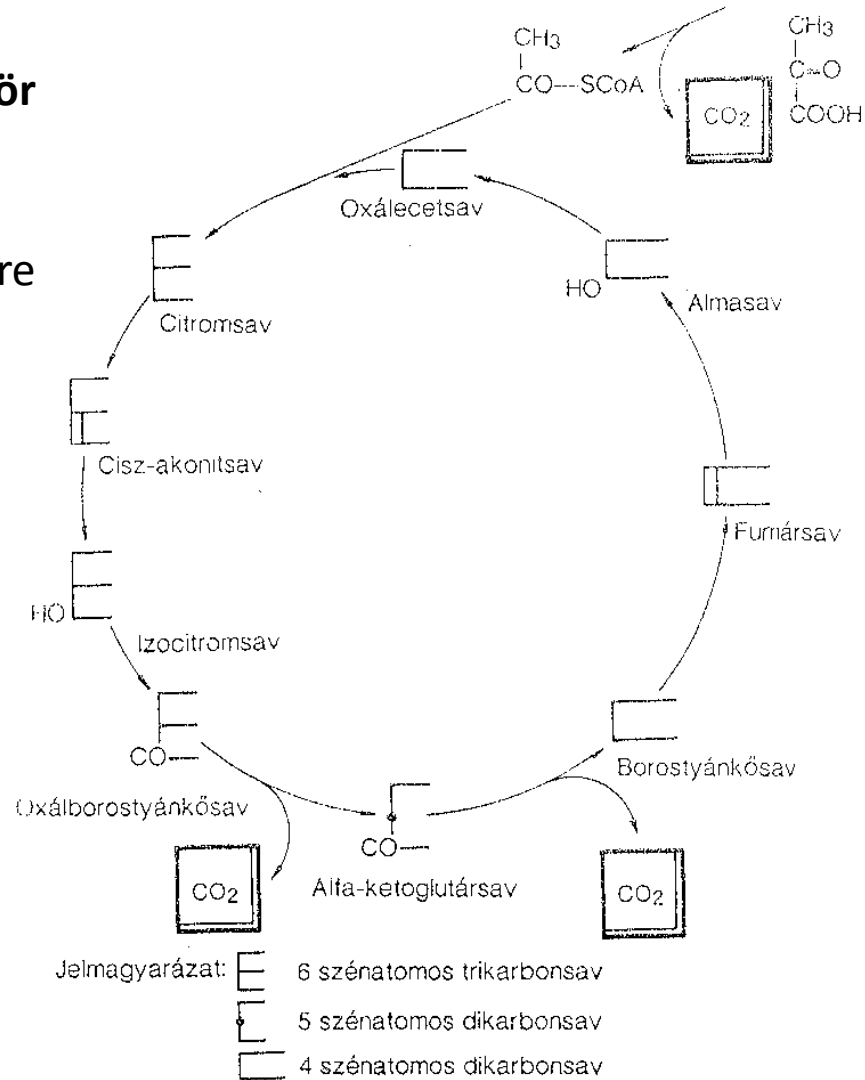 ör
re
CH3
CO---SCoA
CO2
CH3
C=O
COOH
Oxálecetsav
HO
Almasav
Citromsav
Cisz-akonitsav
Fumársav
HO
Izocitromsav
CO
Borostyánkősav
Oxálborostyánkősav
CO
CO2
Alfa-ketoglutársav
CO2
Jelmagyarázat: 6 szénatomos trikarbonsav
5 szénatomos dikarbonsav
4 szénatomos dikarbonsav